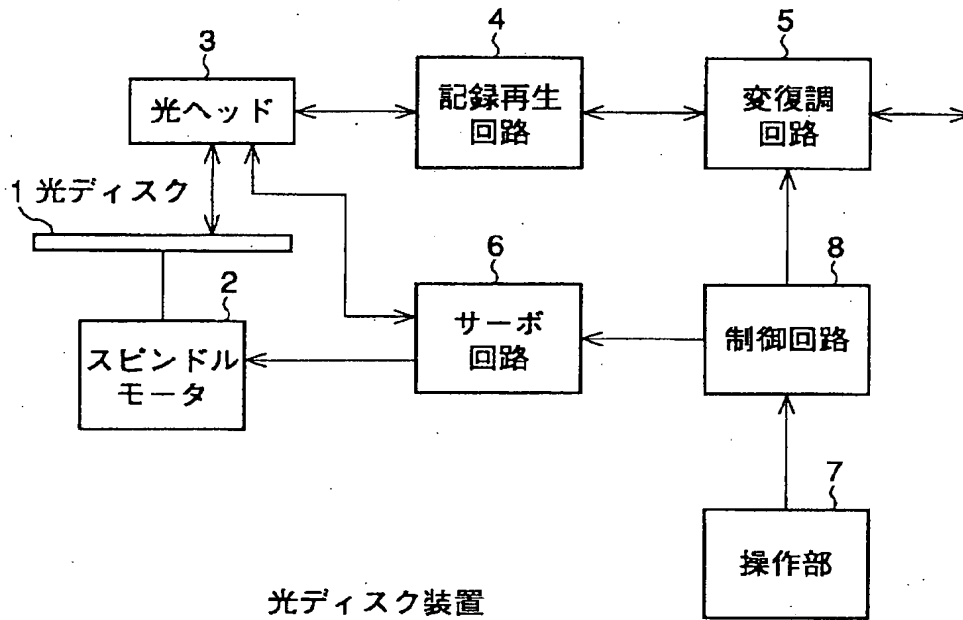 3
光ヘッド
4
記録再生
回路
5
変復調
回路
1 光ディスク
2
スピンドル
モータ
6
サーボ
回路
8
制御回路
7
操作部
光ディスク装置